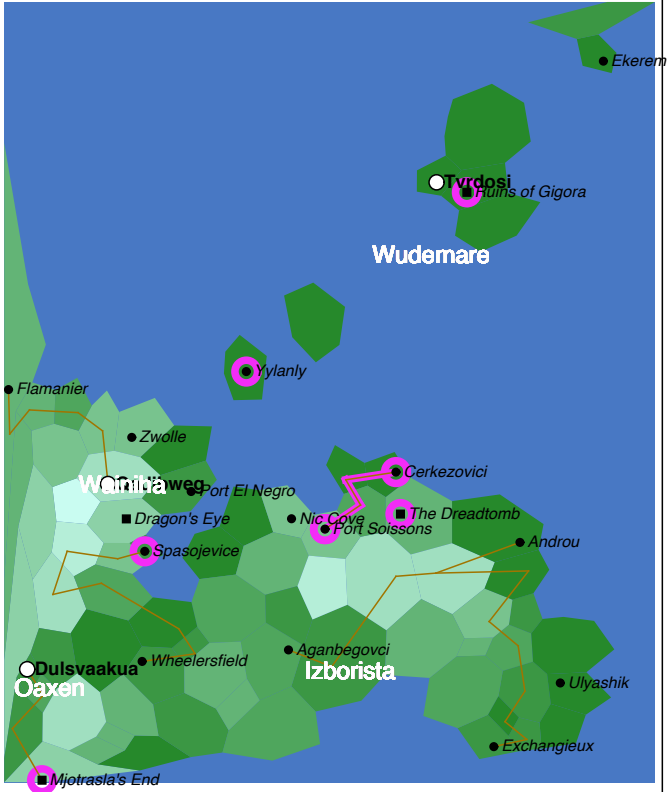 Ekerem
Tvrdosi
Ruins of Gigora
Wudemare
Yylanly
Flamanier
Zwolle
Cerkezovici
Port El Negro
Dragon's Eye
Nic Cove
The Dreadtomb
Port Soissons
Androu
Spasojevice
Aganbegovci
Wheelersfield
Dulsvaakua
Izborista
Oaxen
Ulyashik
Exchangieux
Mjotrasla's End